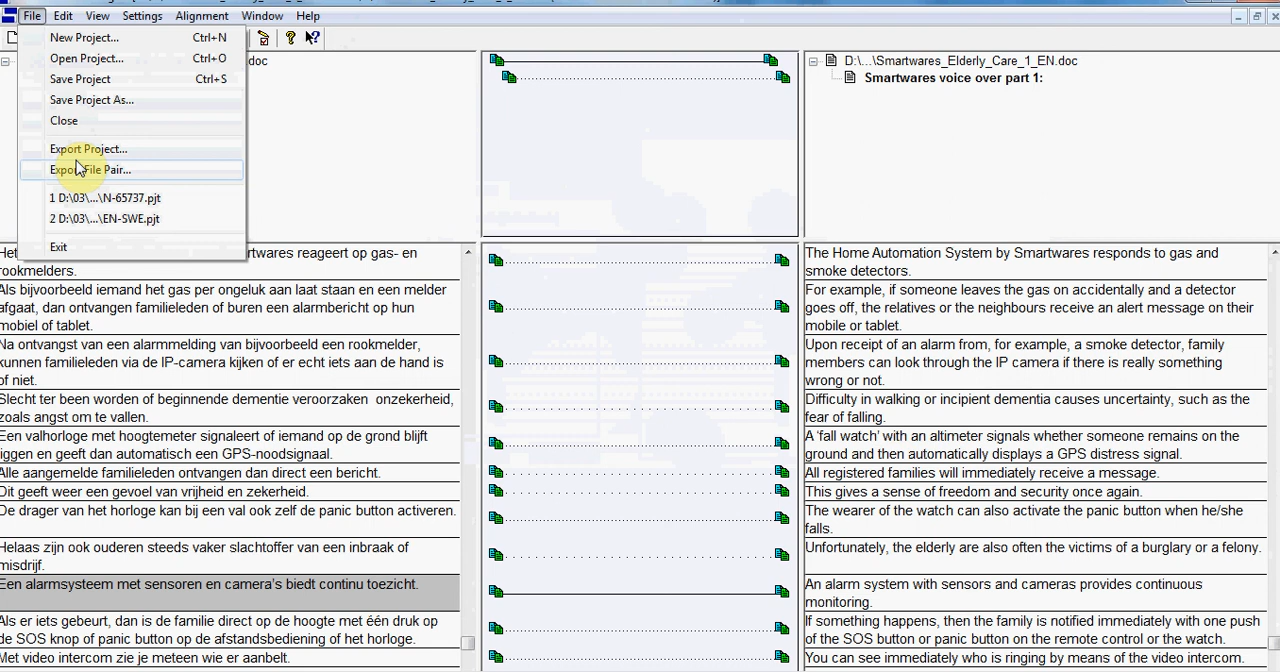 File Edit View Settings Alignment Window Help
New Project... Ctrl+N
Open Project... Ctrl+O
Save Project Ctrl+S
Save Project As...
Close
Export Project...
Export File Pair...
1 D:\03\...\N-65737.pjt
2 D:\03\...\EN-SWE.pjt
Exit
doc
D:\...\Smartwares_Elderly_Care_1_EN.doc
Smartwares voice over part 1:
Het twares reageert op gas- en
rookmelders.
Als bijvoorbeeld iemand het gas per ongeluk aan laat staan en een melder
afgaat, dan ontvangen familieleden of buren een alarmbericht op hun
mobiel of tablet.
Na ontvangst van een alarmmelding van bijvoorbeeld een rookmelder,
kunnen familieleden via de IP-camera kijken of er echt iets aan de hand is
of niet.
Slecht ter been worden of beginnende dementie veroorzaken onzekerheid,
zoals angst om te vallen.
Een valhorloge met hoogtemeter signaleert of iemand op de grond blijft
liggen en geeft dan automatisch een GPS-noodsignaal.
Alle aangemelde familieleden ontvangen dan direct een bericht.
Dit geeft weer een gevoel van vrijheid en zekerheid.
De drager van het horloge kan bij een val ook zelf de panic button activeren.
Helaas zijn ook ouderen steeds vaker slachtoffer van een inbraak of
misdrijf.
Een alarmsysteem met sensoren en camera's biedt continu toezicht.
Als er iets gebeurt, dan is de familie direct op de hoogte met één druk op
de SOS knop of panic button op de afstandsbediening of het horloge.
Met video intercom zie je meteen wie er aanbelt.
The Home Automation System by Smartwares responds to gas and
smoke detectors.
For example, if someone leaves the gas on accidentally and a detector
goes off, the relatives or the neighbours receive an alert message on their
mobile or tablet.
Upon receipt of an alarm from, for example, a smoke detector, family
members can look through the IP camera if there is really something
wrong or not.
Difficulty in walking or incipient dementia causes uncertainty, such as the
fear of falling.
A 'fall watch' with an altimeter signals whether someone remains on the
ground and then automatically displays a GPS distress signal.
All registered families will immediately receive a message.
This gives a sense of freedom and security once again.
The wearer of the watch can also activate the panic button when he/she
falls.
Unfortunately, the elderly are also often the victims of a burglary or a felony.
An alarm system with sensors and cameras provides continuous
monitoring.
If something happens, then the family is notified immediately with one push
of the SOS button or panic button on the remote control or the watch.
You can see immediately who is ringing by means of the video intercom.